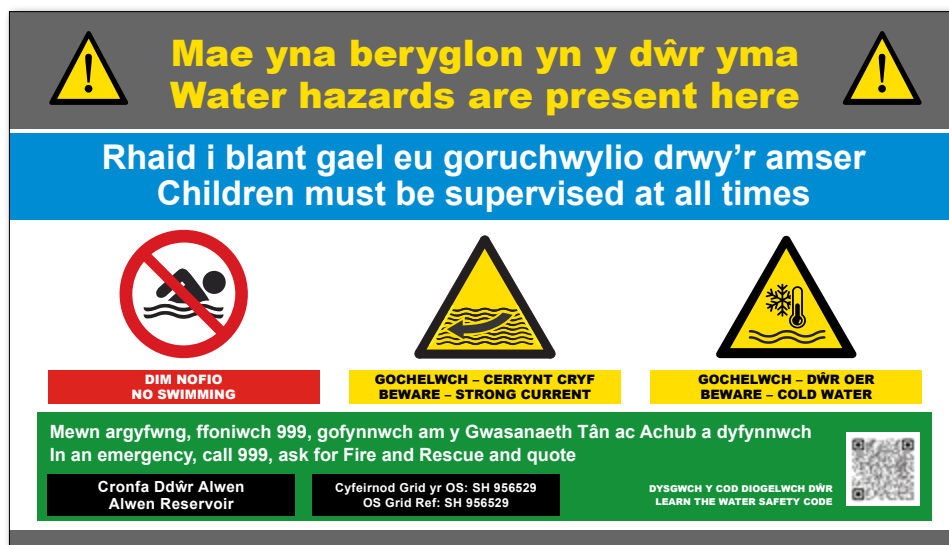 Mae yna beryglon yn y dŵr yma
Water hazards are present here
Rhaid i blant gael eu goruchwylio drwy'r amser
Children must be supervised at all times
DIM NOFIO
NO SWIMMING
GOCHELWCH – CERRYNT CRYF
BEWARE – STRONG CURRENT
GOCHELWCH – DŴR OER
BEWARE – COLD WATER
Mewn argyfwng, ffoniwch 999, gofynnwch am y Gwasanaeth Tân ac Achub a dyfynnwch
In an emergency, call 999, ask for Fire and Rescue and quote
Cronfa Ddŵr Alwen
Alwen Reservoir
Cyfeirnod Grid yr OS: SH 956529
OS Grid Ref: SH 956529
DYSGWCH Y COD DIOGELWCH DŴR
LEARN THE WATER SAFETY CODE